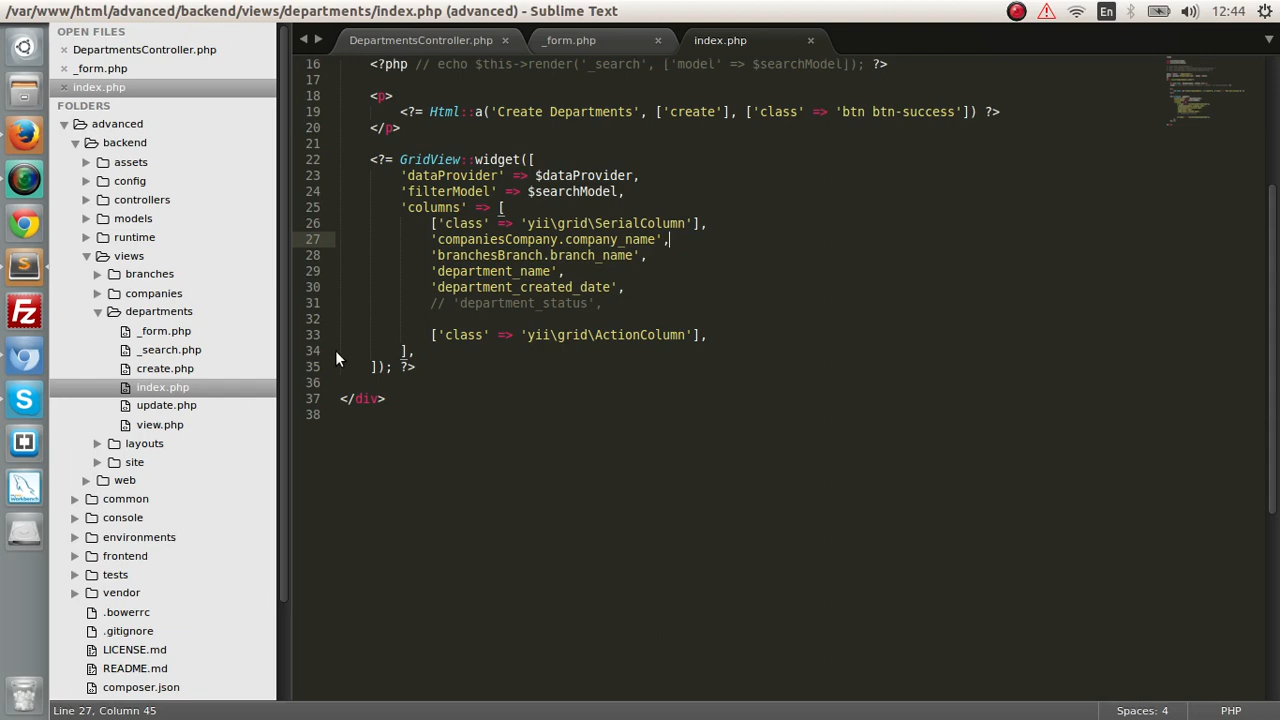 /var/www/html/advanced/backend/views/departments/index.php (advanced) - Sublime Text
En
12:44
OPEN FILES
DepartmentsController.php
_form.php
index.php
FOLDERS
advanced
backend
assets
config
controllers
models
runtime
views
branches
companies
departments
_form.php
_search.php
create.php
index.php
update.php
view.php
layouts
site
web
common
console
environments
frontend
tests
vendor
.bowerrc
.gitignore
LICENSE.md
README.md
composer.json
DepartmentsController.php
_form.php
index.php
16 <?php // echo $this->render('_search', ['model' => $searchModel]); ?>
17
18 <p>
19 <?= Html::a('Create Departments', ['create'], ['class' => 'btn btn-success']) ?>
20 </p>
21
22 <?= GridView::widget([
23 'dataProvider' => $dataProvider,
24 'filterModel' => $searchModel,
25 'columns' => [
26 ['class' => 'yii\grid\SerialColumn'],
27 'companiesCompany.company_name',
28 'branchesBranch.branch_name',
29 'department_name',
30 'department_created_date',
31 // 'department_status',
32
33 ['class' => 'yii\grid\ActionColumn'],
34 ],
35 ]); ?>
36
37 </div>
38
Line 27, Column 45
Spaces: 4
PHP